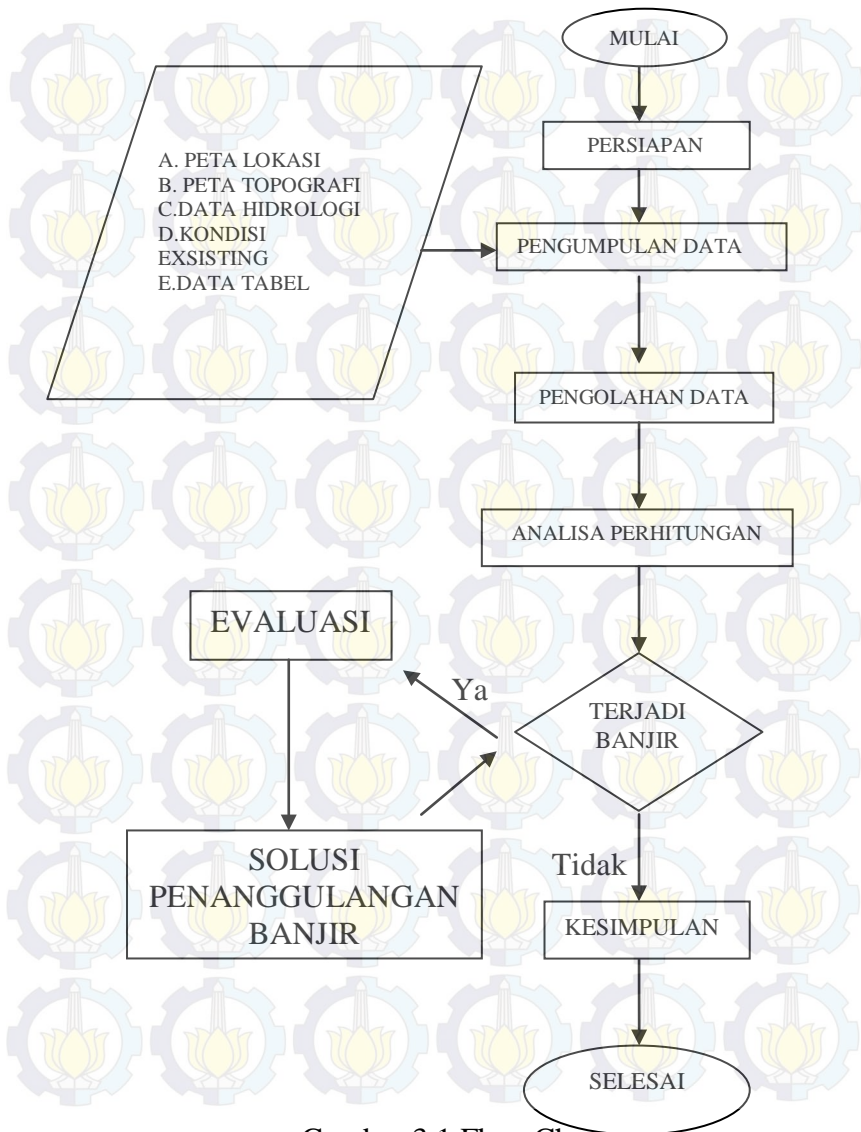 MULAI
PERSIAPAN
A. PETA LOKASI
B. PETA TOPOGRAFI
C.DATA HIDROLOGI
D.KONDISI
EXSISTING
E.DATA TABEL
PENGUMPULAN DATA
PENGOLAHAN DATA
ANALISA PERHITUNGAN
EVALUASI
Ya
TERJADI
BANJIR
SOLUSI
PENANGGULANGAN
BANJIR
Tidak
KESIMPULAN
SELESAI